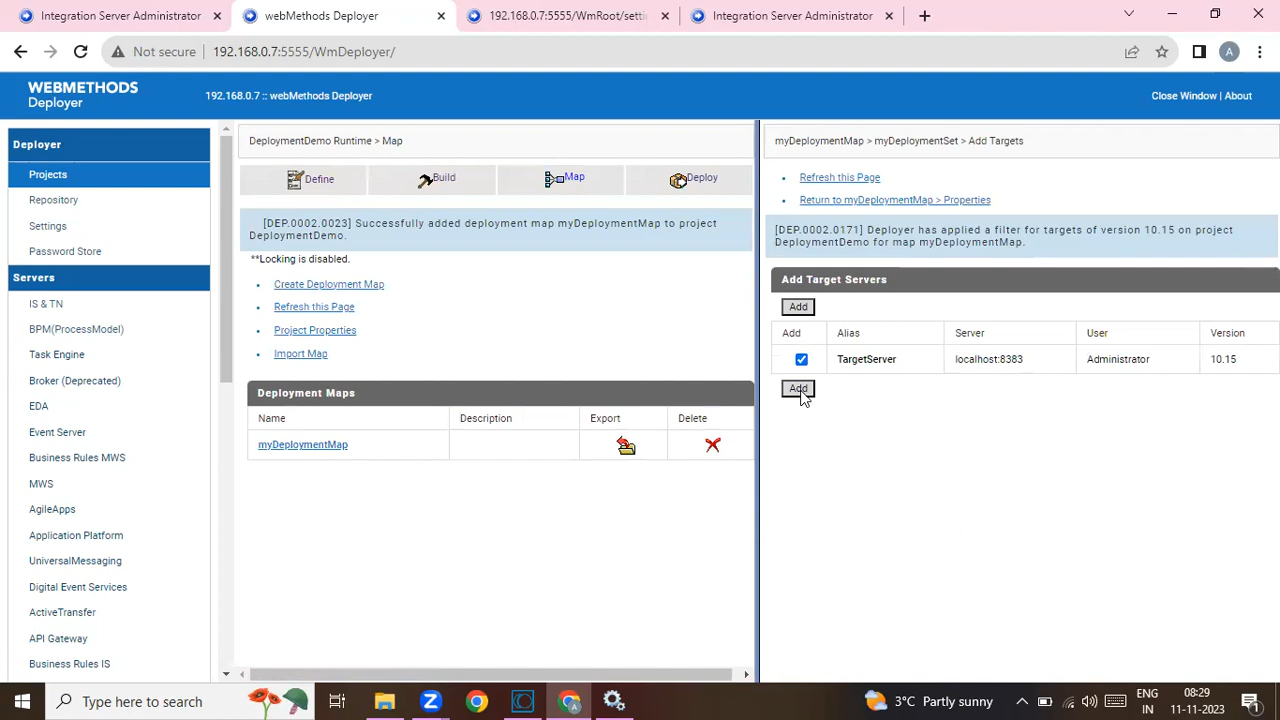 Integration Server Administrator
webMethods Deployer
192.168.0.7:5555/WmRoot/setti
Integration Server Administrator
Not secure
192.168.0.7:5555/WmDeployer/
A
WEBMETHODS
Deployer
192.168.0.7 :: webMethods Deployer
Close Window | About
Deployer
Projects
Repository
Settings
Password Store
Servers
IS & TN
BPM(ProcessModel)
Task Engine
Broker (Deprecated)
EDA
Event Server
Business Rules MWS
MWS
AgileApps
Application Platform
UniversalMessaging
Digital Event Services
ActiveTransfer
API Gateway
Business Rules IS
DeploymentDemo Runtime > Map
Define
Build
Map
Deploy
[DEP.0002.0023] Successfully added deployment map myDeploymentMap to project
DeploymentDemo.
**Locking is disabled.
Create Deployment Map
Refresh this Page
Project Properties
Import Map
Deployment Maps
Name Description Export Delete
myDeploymentMap
myDeploymentMap > myDeploymentSet > Add Targets
Refresh this Page
Return to myDeploymentMap > Properties
[DEP.0002.0171] Deployer has applied a filter for targets of version 10.15 on project
DeploymentDemo for map myDeploymentMap.
Add Target Servers
Add
Add Alias Server User Version
TargetServer localhost:8383 Administrator 10.15
Add
Type here to search
3°C Partly sunny
ENG
IN
08:29
11-11-2023
1